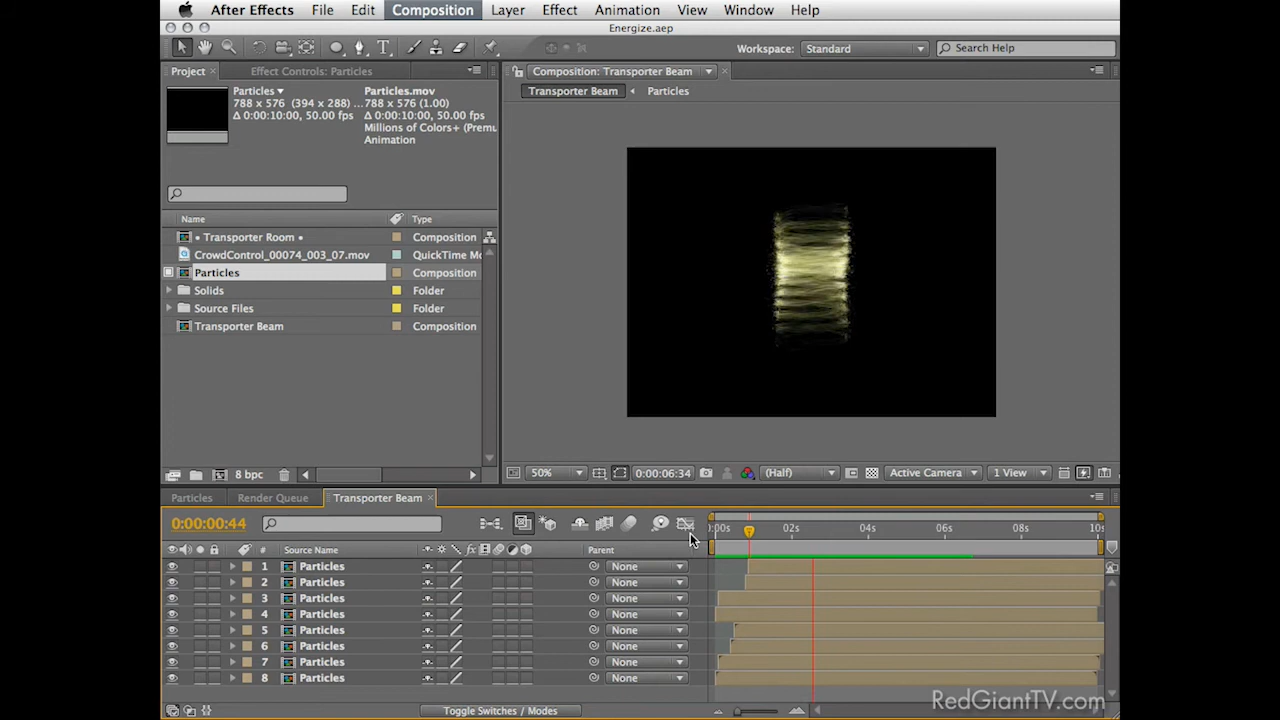 After Effects File Edit Composition Layer Effect Animation View Window Help
Energize.aep
Workspace: Standard Search Help
Project Effect Controls: Particles Composition: Transporter Beam
Transporter Beam Particles
Particles
788 x 576 (394 x 288) ...
Δ 0:00:10:00, 50.00 fps
Particles.mov
788 x 576 (1.00)
Δ 0:00:10:00, 50.00 fps
Millions of Colors+ (Premu
Animation
Name Type
• Transporter Room • Composition
CrowdControl_00074_003_07.mov QuickTime Mo
Particles Composition
Solids Folder
Source Files Folder
Transporter Beam Composition
8 bpc
50% 0:00:06:34 (Half) Active Camera 1 View
Particles Render Queue Transporter Beam
0:00:00:44
:00s 02s 04s 06s 08s 10s
# Source Name Parent
1 Particles None
2 Particles None
3 Particles None
4 Particles None
5 Particles None
6 Particles None
7 Particles None
8 Particles None
Toggle Switches / Modes
RedGiantTV.com